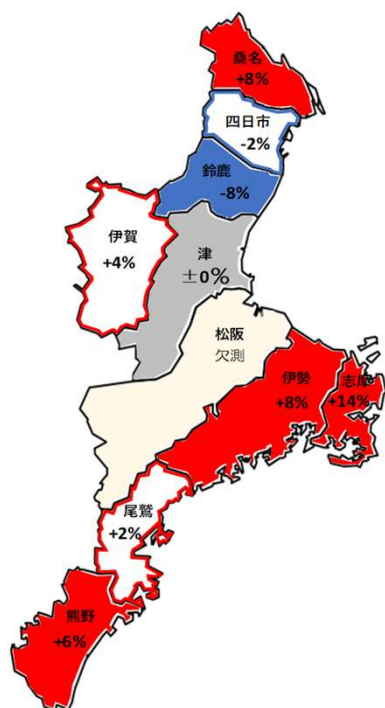 桑名
+8%
四日市
-2%
鈴鹿
-8%
伊賀
+4%
津
±0%
松阪
欠測
伊勢
+8%
志摩
+14%
尾鷲
+2%
熊野
+6%